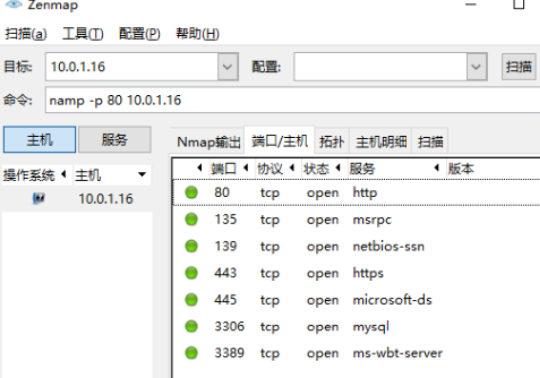 Zenmap
扫描(a) 工具(T) 配置(P) 帮助(H)
目标: 10.0.1.16 配置: 扫描
命令: namp -p 80 10.0.1.16
主机 服务
Nmap输出 端口/主机 拓扑 主机明细 扫描
操作系统 主机
10.0.1.16
端口 协议 状态 服务 版本
80 tcp open http
135 tcp open msrpc
139 tcp open netbios-ssn
443 tcp open https
445 tcp open microsoft-ds
3306 tcp open mysql
3389 tcp open ms-wbt-server